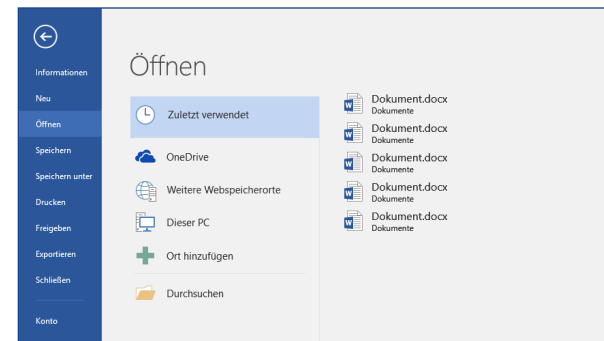 Informationen
Neu
Öffnen
Speichern
Speichern unter
Drucken
Freigeben
Exportieren
Schließen
Konto
Öffnen
Zuletzt verwendet
OneDrive
Weitere Webspeicherorte
Dieser PC
Ort hinzufügen
Durchsuchen
Dokument.docx
Dokumente
Dokument.docx
Dokumente
Dokument.docx
Dokumente
Dokument.docx
Dokumente
Dokument.docx
Dokumente